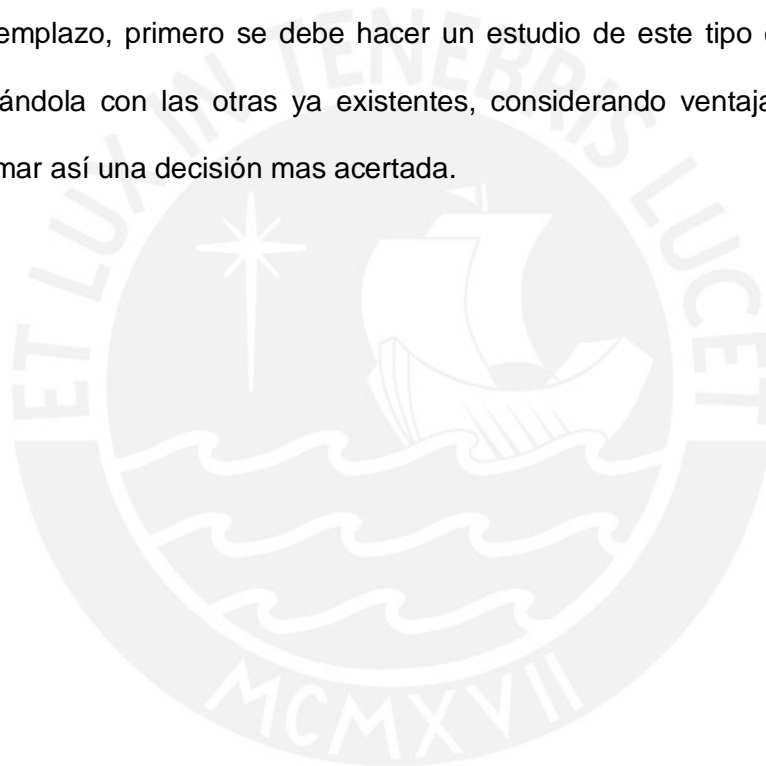 emplazo, primero se debe hacer un estudio de este tipo
ándola con las otras ya existentes, considerando
mar así una decisión mas acertada.
ET LUX IN TENEBRIS LUCET
MCMXVII